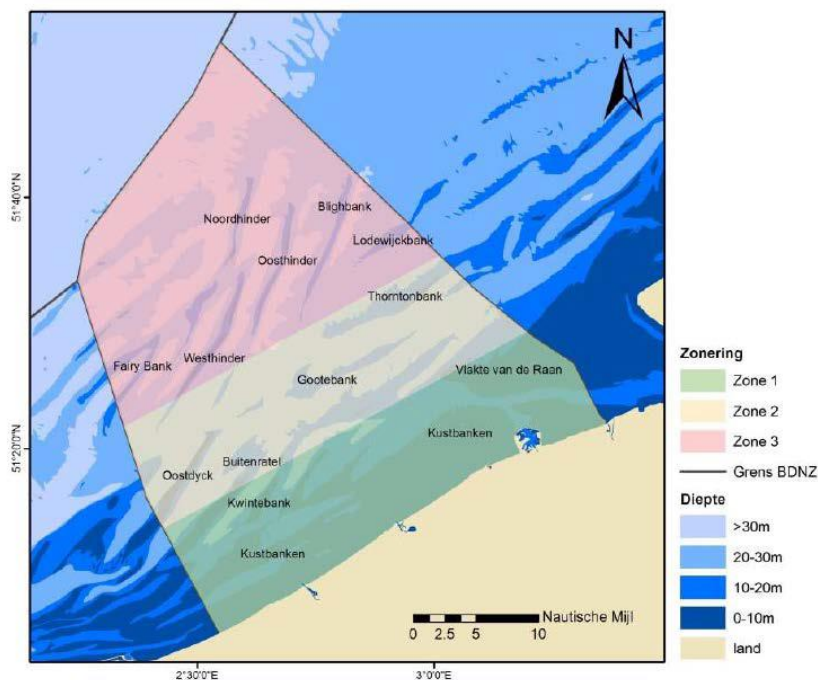 N
51°40'0"N
Noordhinder
Blighbank
Lodewijckbank
Oosthinder
Thorntonbank
Fairy Bank
Westhinder
Gootebank
Vlakte van de Raan
51°20'0"N
Kustbanken
Oostdyck
Buitenratel
Kwintebank
Kustbanken
Nautische Mijl
0 2.5 5 10
2°30'0"E
3°0'0"E
Zonering
Zone 1
Zone 2
Zone 3
Grens BDNZ
Diepte
>30m
20-30m
10-20m
0-10m
land